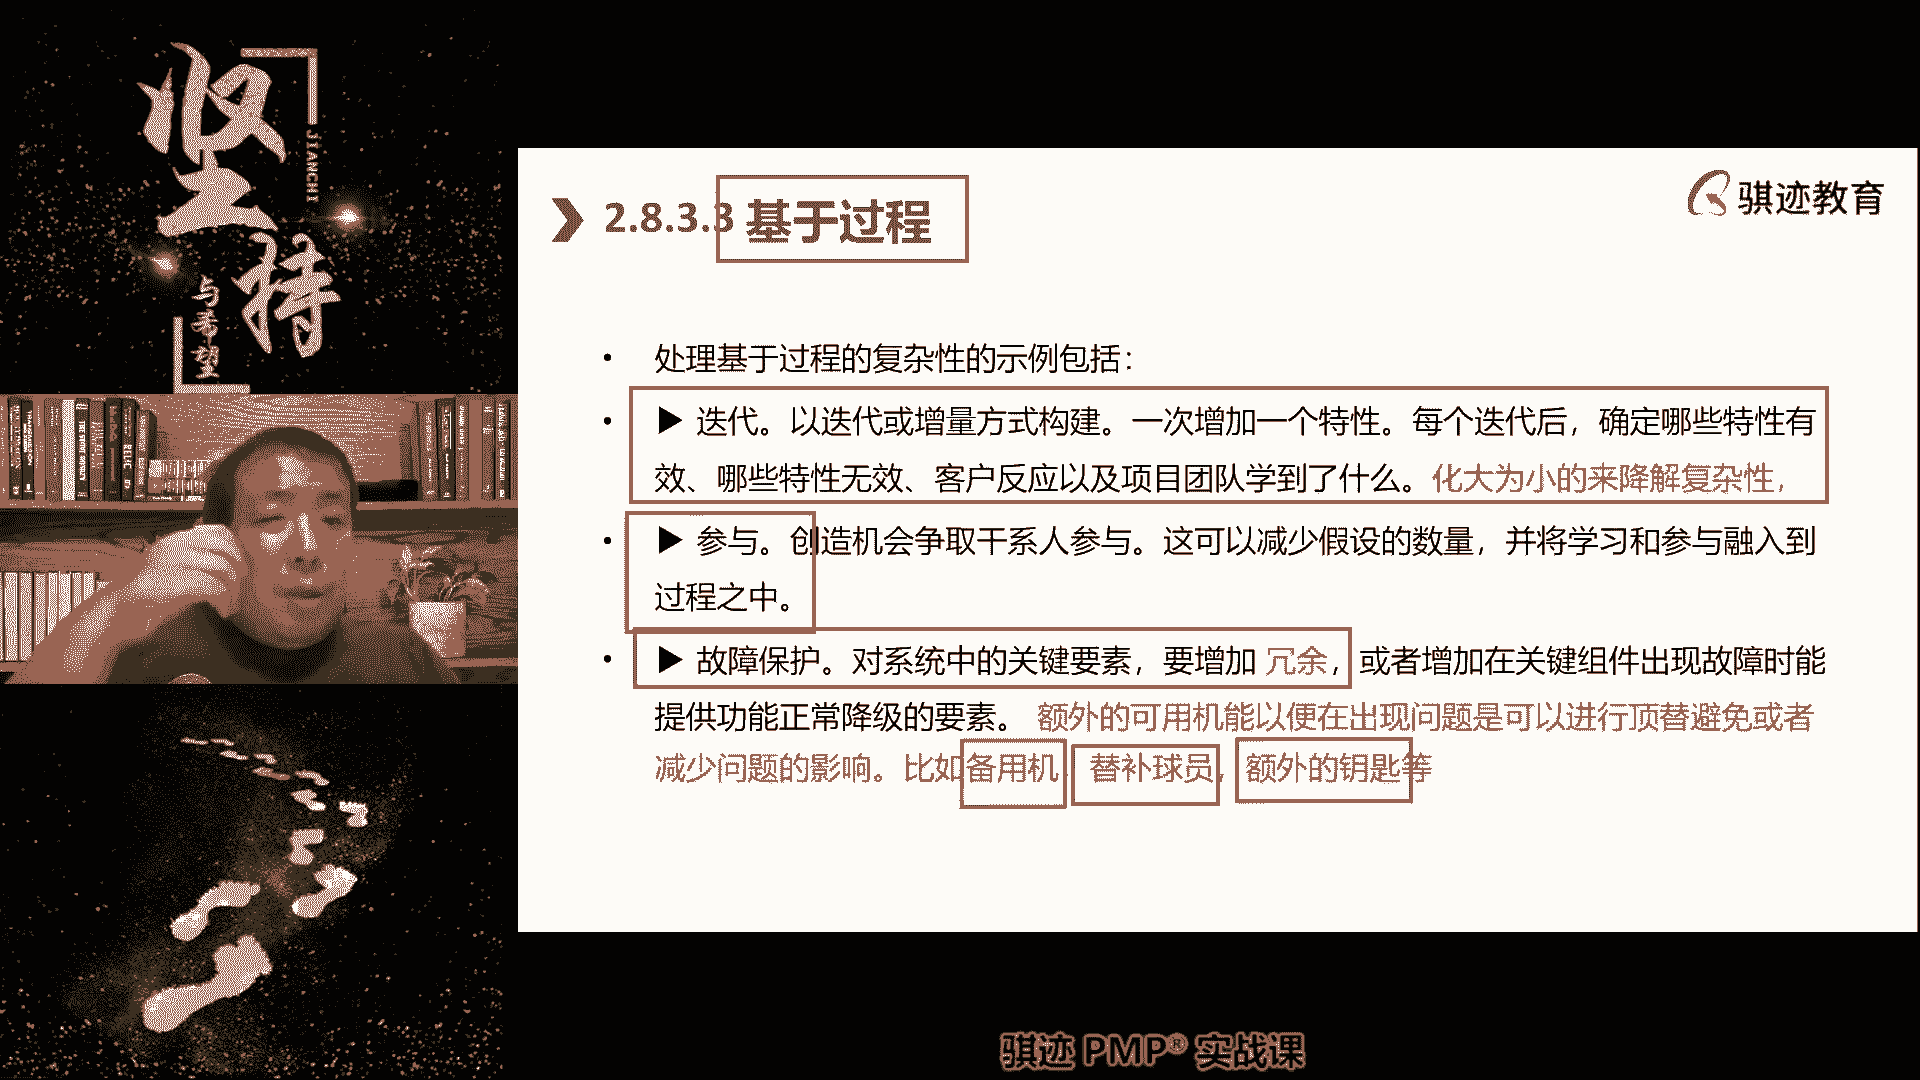 坚
持
JIANCHI
与希望
骐迹教育
2.8.3.3 基于过程
• 处理基于过程的复杂性的示例包括：
• ▶ 迭代。以迭代或增量方式构建。一次增加一个特性。每个迭代后，确定哪些特性有
效、哪些特性无效、客户反应以及项目团队学到了什么。化大为小的来降解复杂性，
• ▶ 参与。创造机会争取干系人参与。这可以减少假设的数量，并将学习和参与融入到
过程之中。
• ▶ 故障保护。对系统中的关键要素，要增加 冗余，或者增加在关键组件出现故障时能
提供功能正常降级的要素。 额外的可用机能以便在出现问题是可以进行顶替避免或者
减少问题的影响。比如备用机，替补球员，额外的钥匙等
骐迹 PMP® 实战课